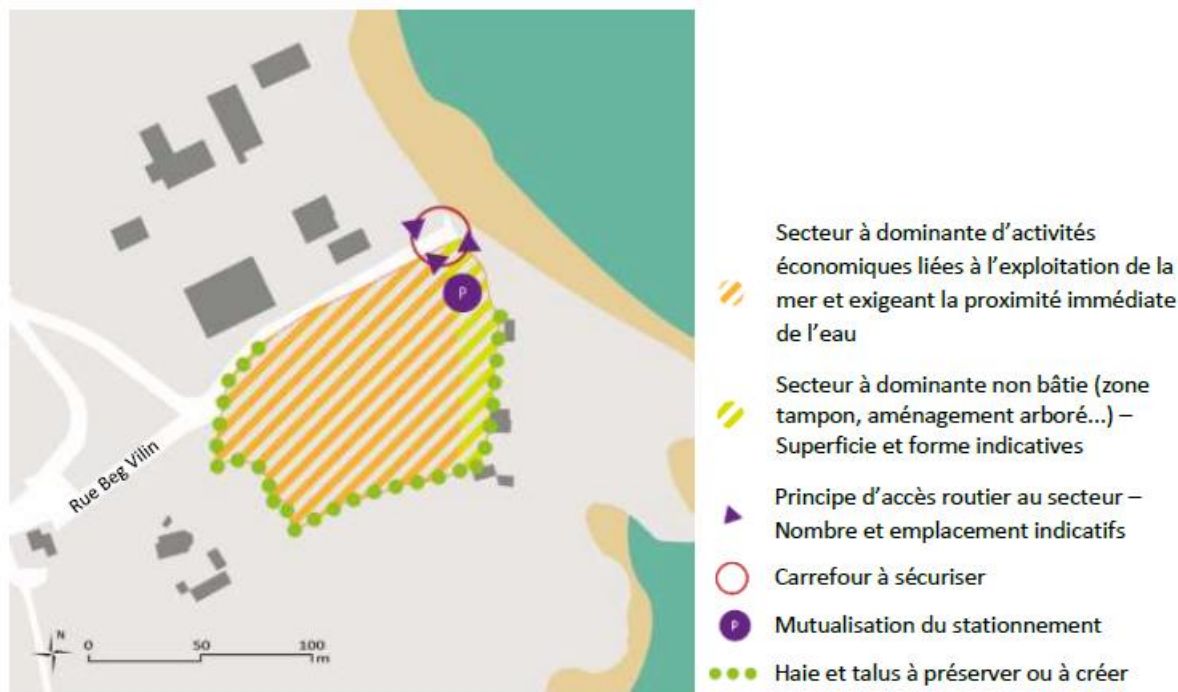 P
Rue Beg Vilin
N
0 50 100
m
Secteur à dominante d’activités
économiques liées à l’exploitation de la
mer et exigeant la proximité immédiate
de l’eau
Secteur à dominante non bâtie (zone
tampon, aménagement arboré...) –
Superficie et forme indicatives
Principe d’accès routier au secteur –
Nombre et emplacement indicatifs
Carrefour à sécuriser
P
Mutualisation du stationnement
Haie et talus à préserver ou à créer